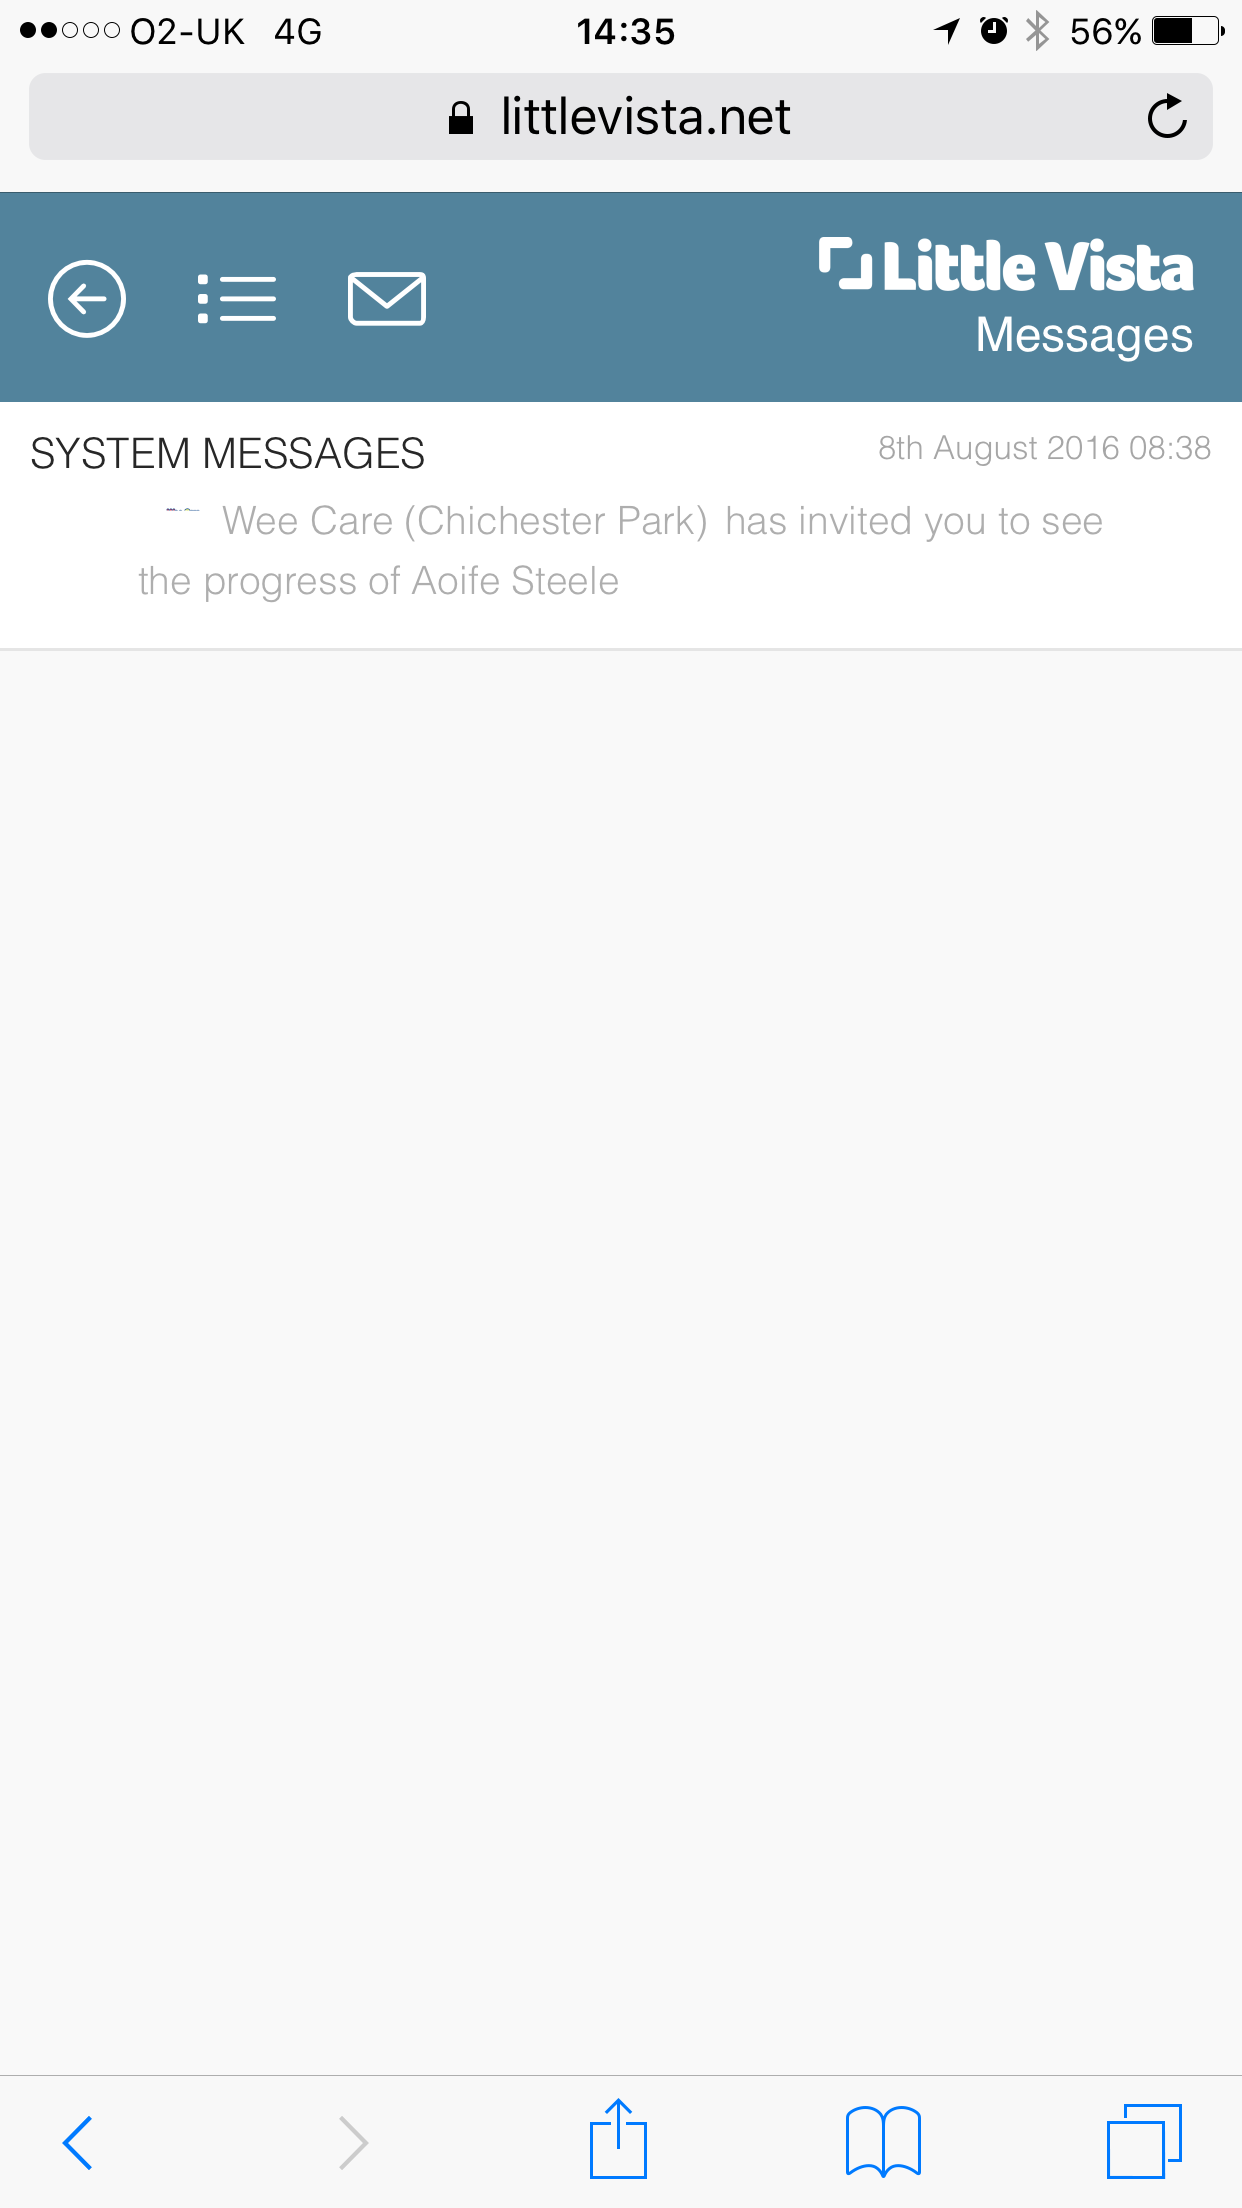 O2-UK 4G 14:35 56%
littlevista.net
Little Vista
Messages
SYSTEM MESSAGES 8th August 2016 08:38
Wee Care (Chichester Park) has invited you to see
the progress of Aoife Steele